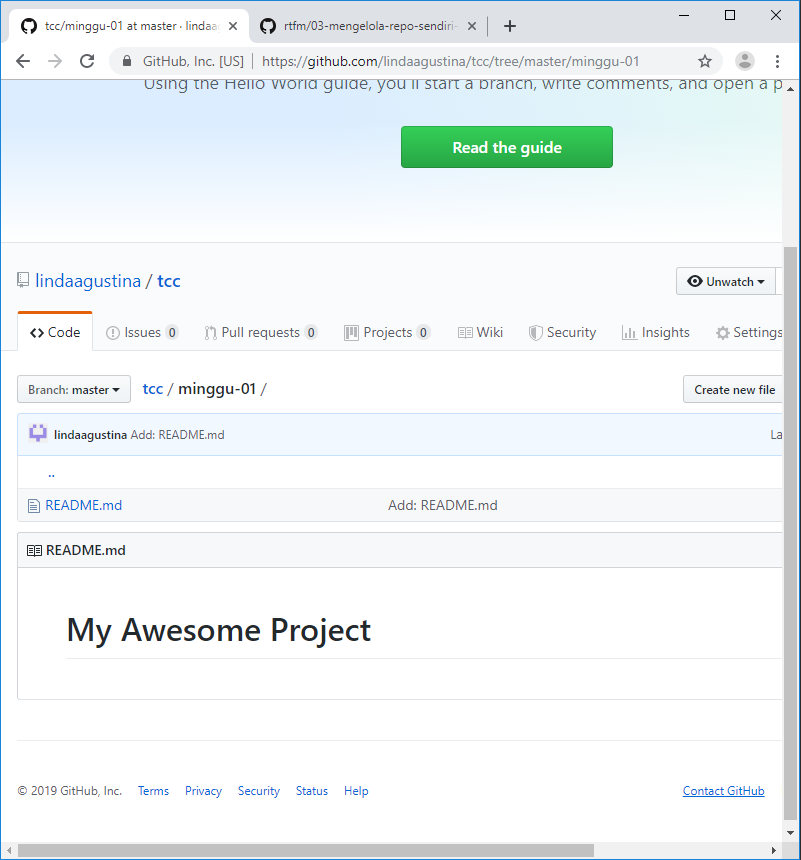 tcc/minggu-01 at master · lindaa
rtfm/03-mengelola-repo-sendiri-
GitHub, Inc. [US] https://github.com/lindaagustina/tcc/tree/master/minggu-01
Using the Hello World guide, you'll start a branch, write comments, and open a p
Read the guide
lindaagustina / tcc
Unwatch
Code Issues 0 Pull requests 0 Projects 0 Wiki Security Insights Settings
Branch: master tcc / minggu-01 / Create new file
lindaagustina Add: README.md La
..
README.md Add: README.md
README.md
My Awesome Project
© 2019 GitHub, Inc. Terms Privacy Security Status Help Contact GitHub